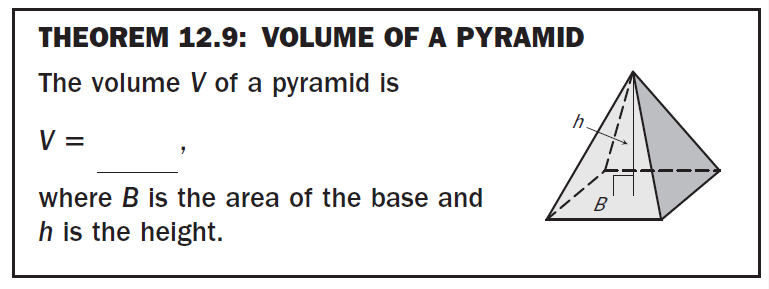 THEOREM 12.9: VOLUME OF A PYRAMID
The volume V of a pyramid is
V = ______ ,
where B is the area of the base and
h is the height.
h
B